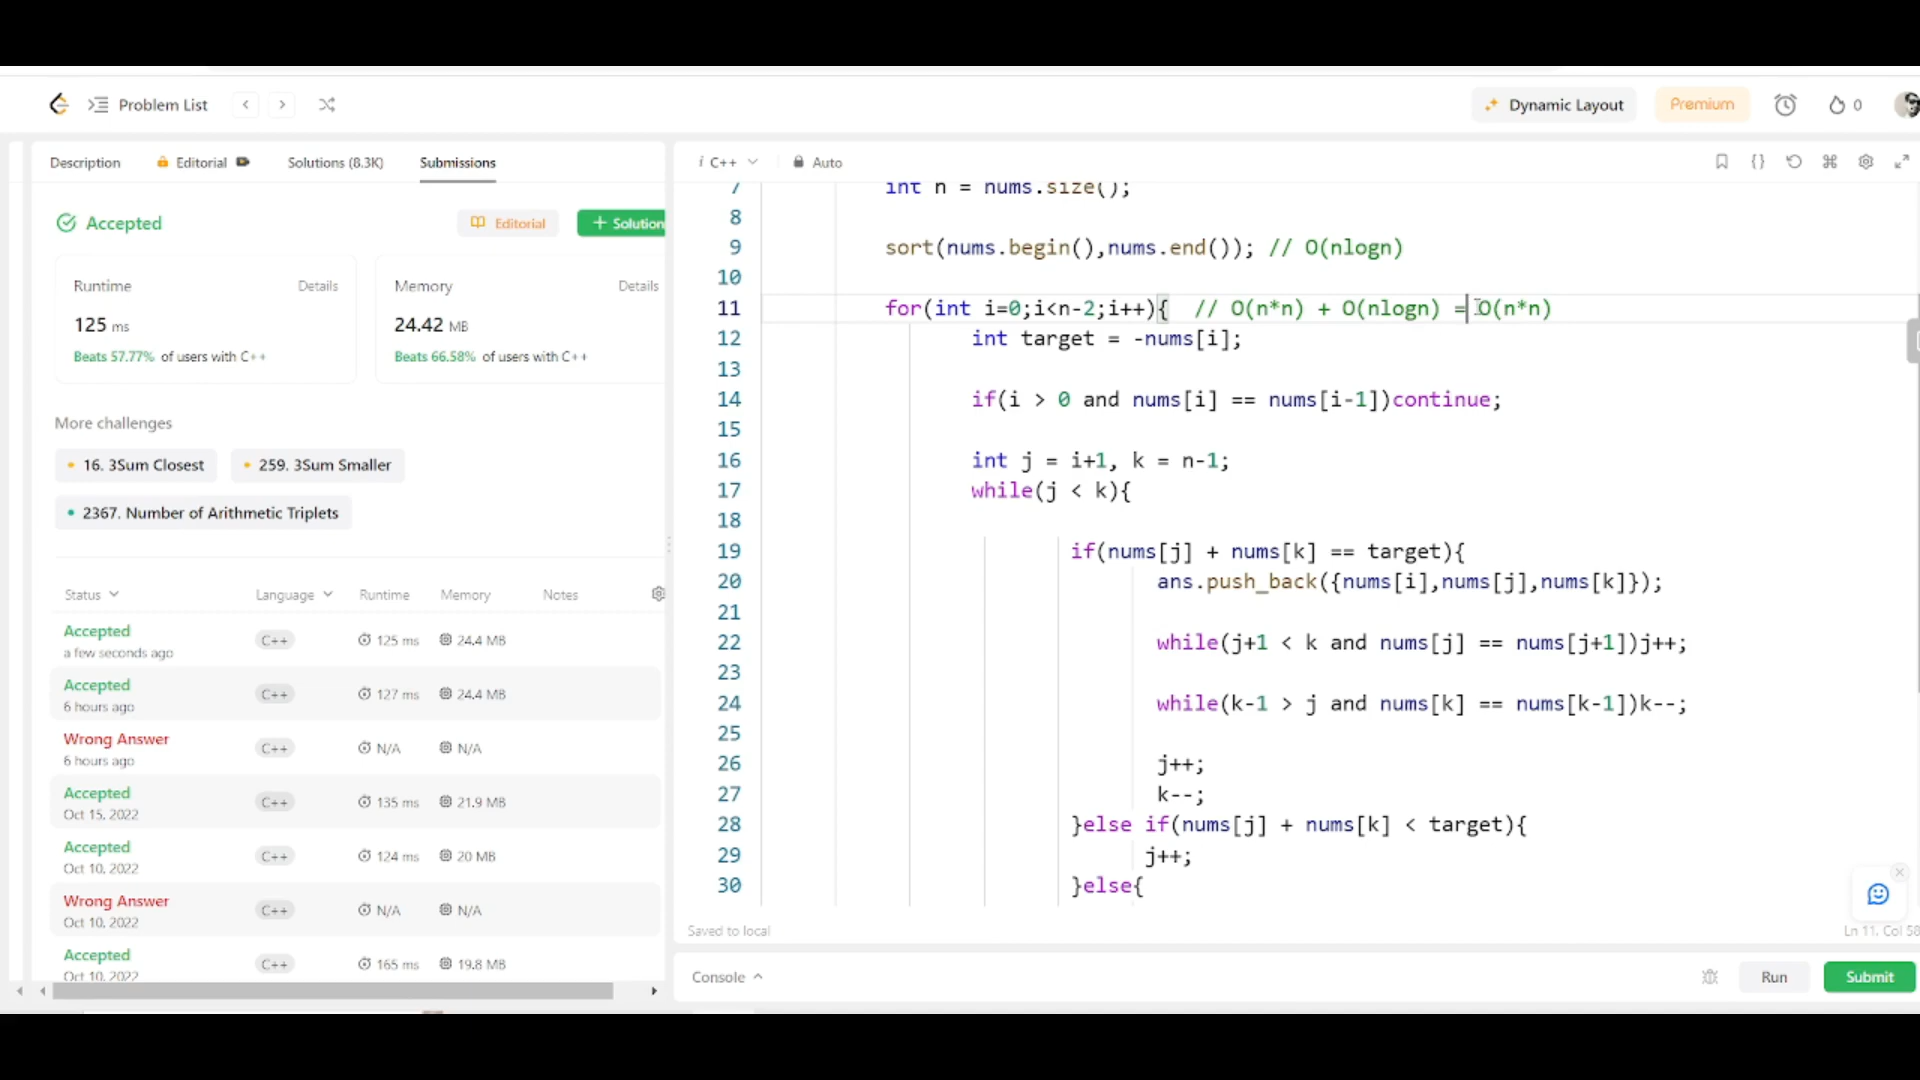 Problem List
Dynamic Layout
Premium
0
Description
Editorial
Solutions (8.3K)
Submissions
Accepted
Editorial
+ Solution
Runtime
Details
125 ms
Beats 57.77% of users with C++
Memory
Details
24.42 MB
Beats 66.58% of users with C++
More challenges
16. 3Sum Closest
259. 3Sum Smaller
2367. Number of Arithmetic Triplets
Status Language Runtime Memory Notes
Accepted C++ 125 ms 24.4 MB
a few seconds ago
Accepted C++ 127 ms 24.4 MB
6 hours ago
Wrong Answer C++ N/A N/A
6 hours ago
Accepted C++ 135 ms 21.9 MB
Oct 15, 2022
Accepted C++ 124 ms 20 MB
Oct 10, 2022
Wrong Answer C++ N/A N/A
Oct 10, 2022
Accepted C++ 165 ms 19.8 MB
Oct 10, 2022
i C++
Auto
7 int n = nums.size();
8
9 sort(nums.begin(),nums.end()); // O(nlogn)
10
11 for(int i=0;i<n-2;i++){ // O(n*n) + O(nlogn) = O(n*n)
12 int target = -nums[i];
13
14 if(i > 0 and nums[i] == nums[i-1])continue;
15
16 int j = i+1, k = n-1;
17 while(j < k){
18
19 if(nums[j] + nums[k] == target){
20 ans.push_back({nums[i],nums[j],nums[k]});
21
22 while(j+1 < k and nums[j] == nums[j+1])j++;
23
24 while(k-1 > j and nums[k] == nums[k-1])k--;
25
26 j++;
27 k--;
28 }else if(nums[j] + nums[k] < target){
29 j++;
30 }else{
Saved to local
Ln 11, Col 58
Console
Run
Submit